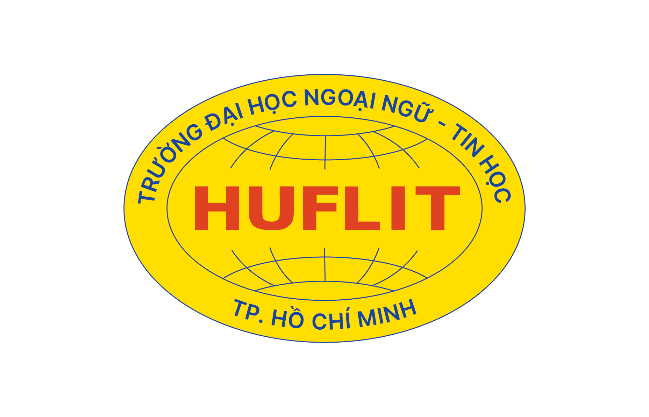 TRƯỜNG ĐẠI HỌC NGOẠI NGỮ - TIN HỌC
HUFLIT
TP. HỒ CHÍ MINH